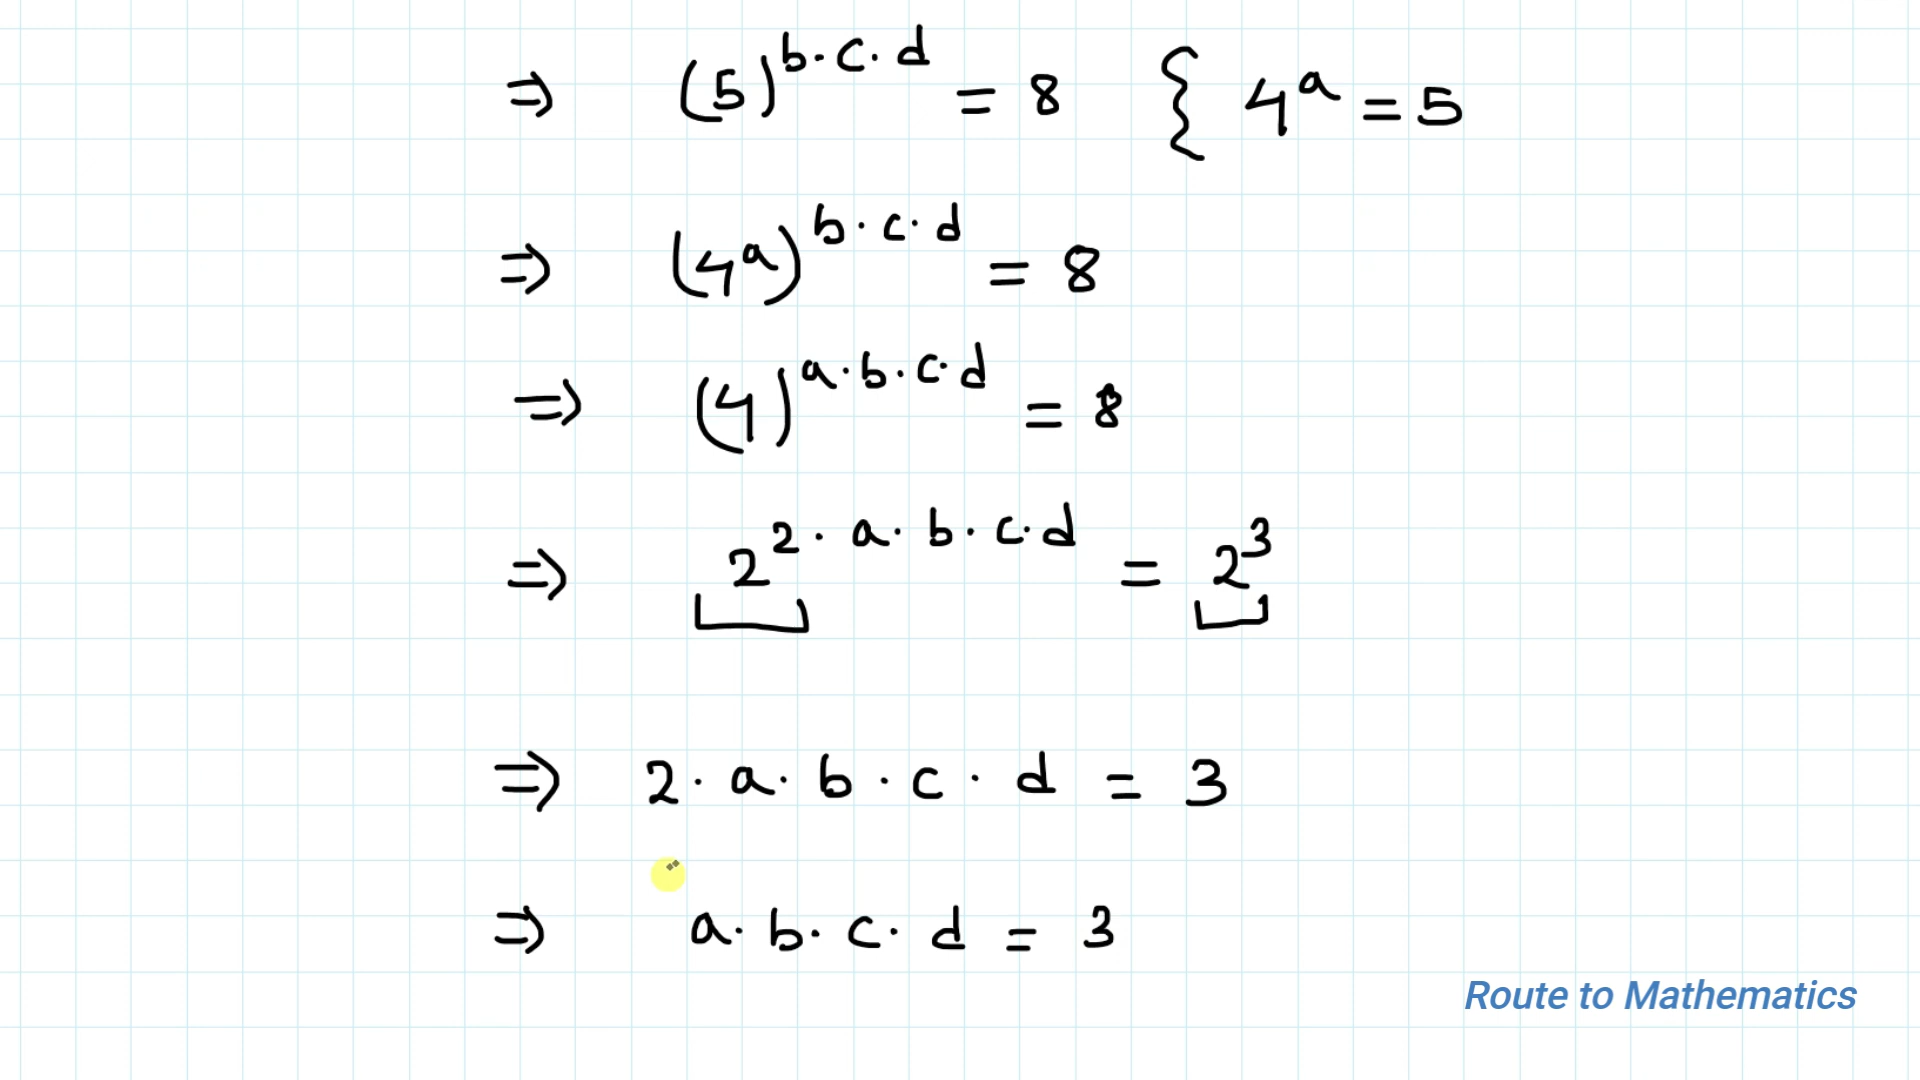 ⇒ (5)^{b·c·d} = 8 { 4^a = 5
⇒ (4^a)^{b·c·d} = 8
⇒ (4)^{a·b·c·d} = 8
⇒ 2^{2·a·b·c·d} = 2^3
⇒ 2·a·b·c·d = 3
⇒ a·b·c·d = 3
Route to Mathematics